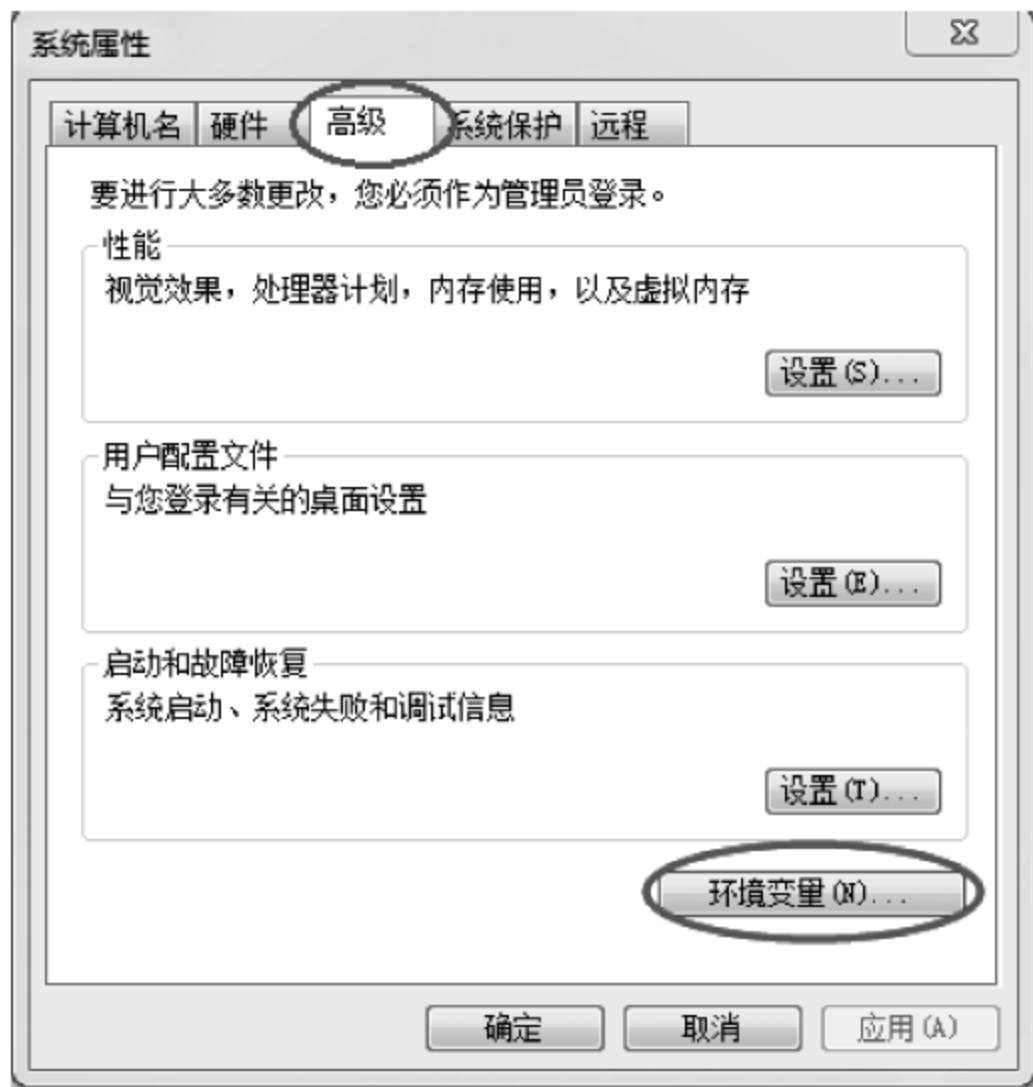 系统属性
计算机名 硬件 高级 系统保护 远程
要进行大多数更改，您必须作为管理员登录。
性能
视觉效果，处理器计划，内存使用，以及虚拟内存
设置(S)...
用户配置文件
与您登录有关的桌面设置
设置(E)...
启动和故障恢复
系统启动、系统失败和调试信息
设置(T)...
环境变量(N)...
确定 取消 应用(A)